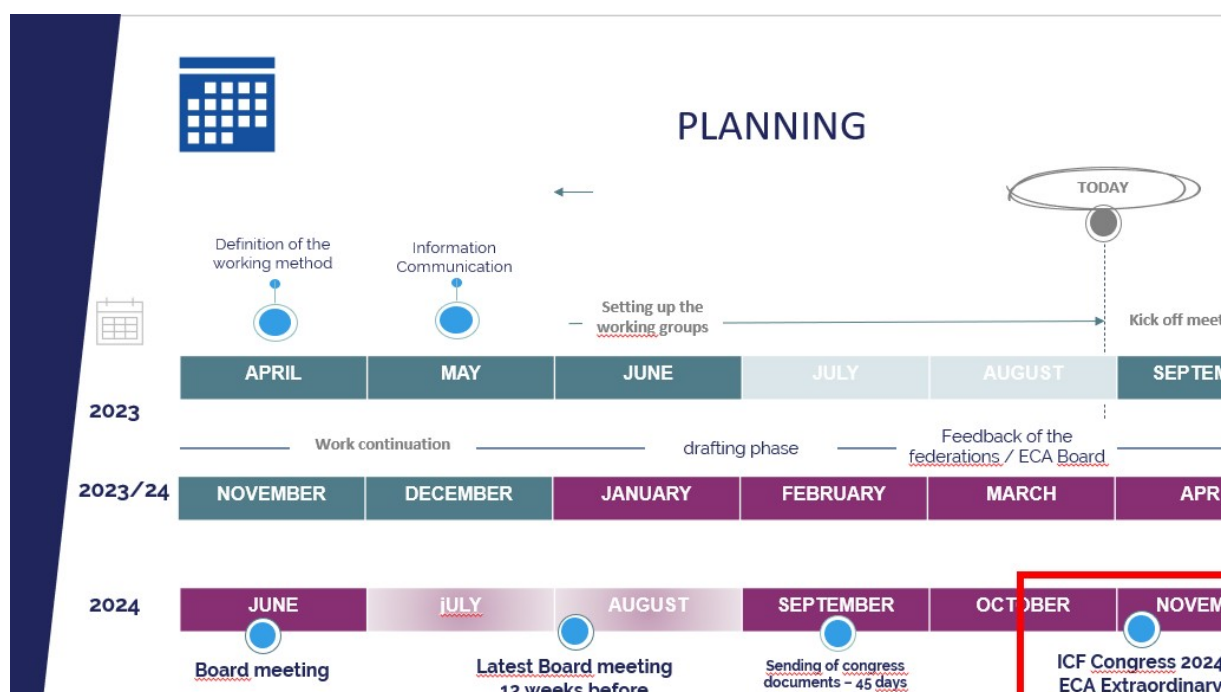 PLANNING
TODAY
Definition of the
working method
Information
Communication
Setting up the
working groups
Kick off meet
APRIL MAY JUNE JULY AUGUST SEPTEM
2023
Work continuation drafting phase
Feedback of the
federations / ECA Board
2023/24 NOVEMBER DECEMBER JANUARY FEBRUARY MARCH APR
2024 JUNE jULY AUGUST SEPTEMBER OCTOBER NOVEM
Board meeting
Latest Board meeting
12 weeks before
Sending of congress
documents – 45 days
ICF Congress 2024
ECA Extraordinary